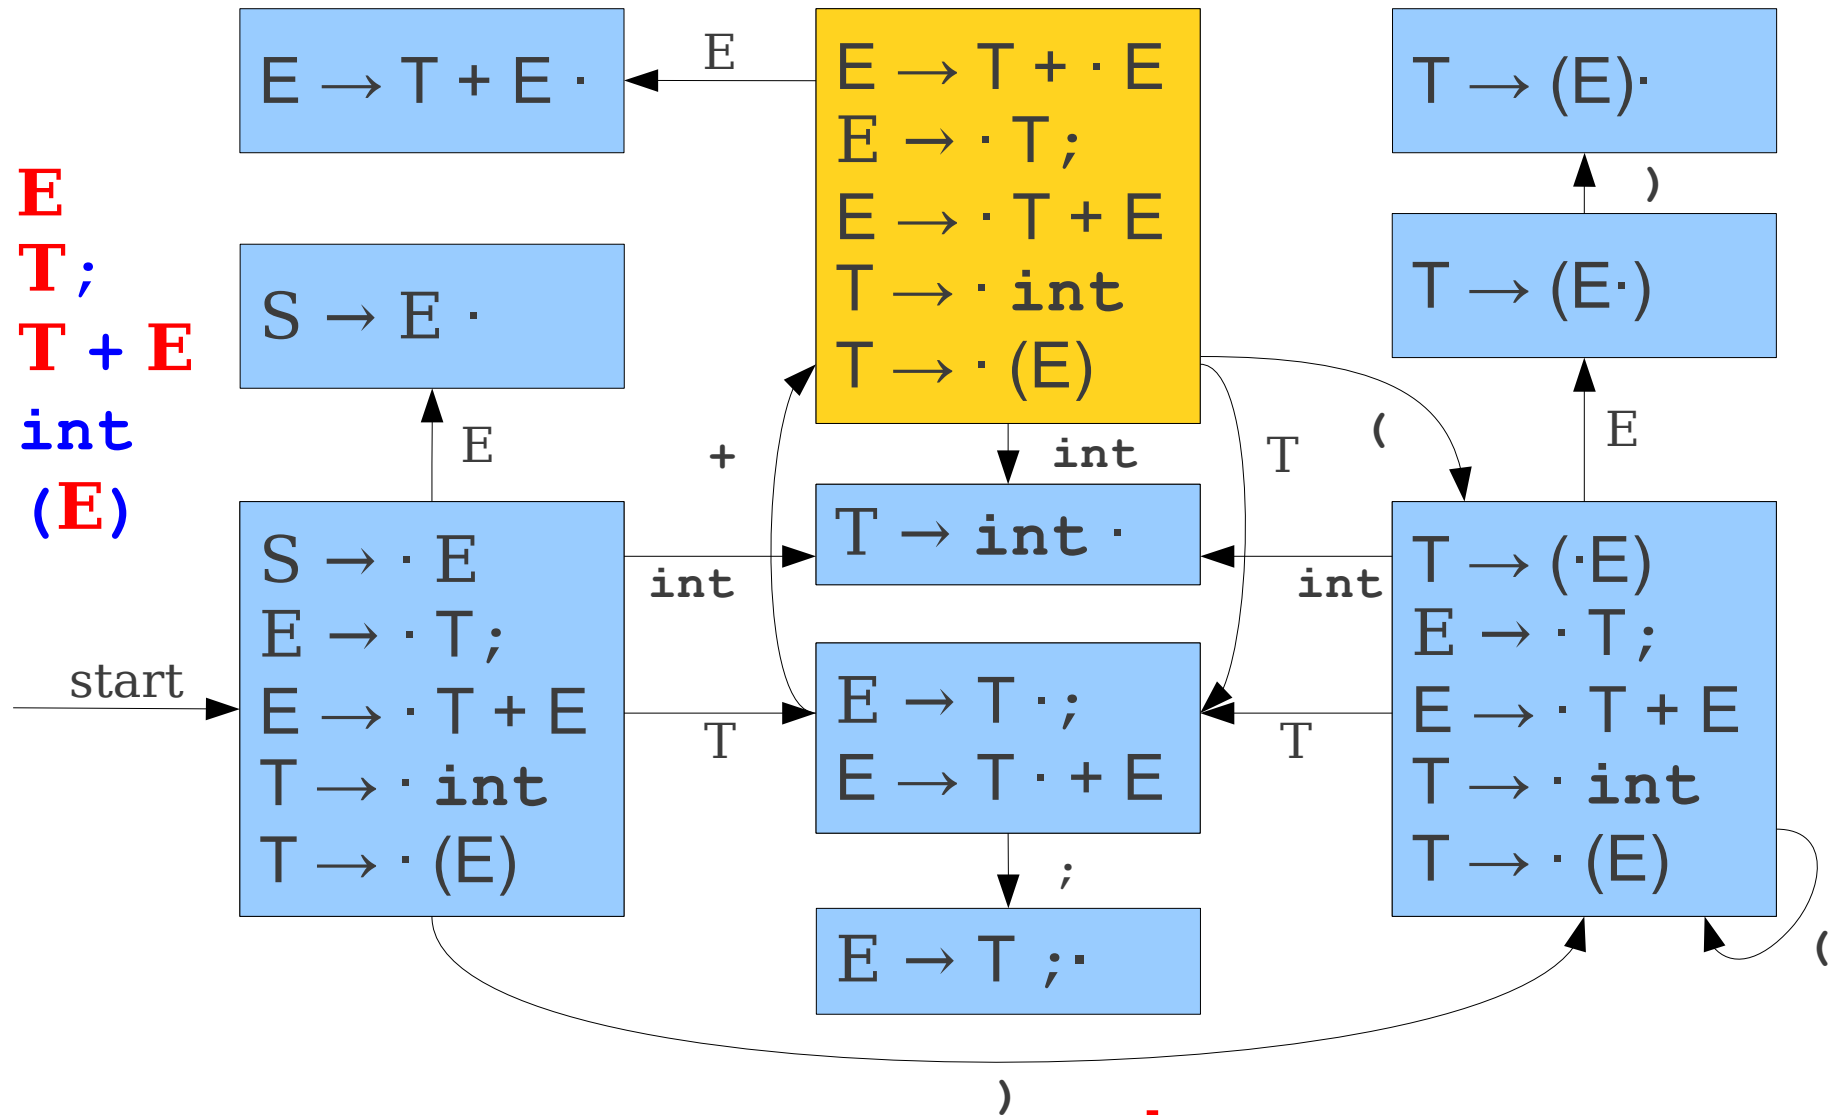 E
T ;
T + E
int
(E)
E → T + E ·
E
E → T + · E
E → · T ;
E → · T + E
T → · int
T → · (E)
T → (E)·
)
T → (E·)
S → E ·
E
+
int
T
(
E
T → int ·
int
int
start
S → · E
E → · T ;
E → · T + E
T → · int
T → · (E)
T
E → T · ;
E → T · + E
T
T → (·E)
E → · T ;
E → · T + E
T → · int
T → · (E)
;
E → T ;·
(
)